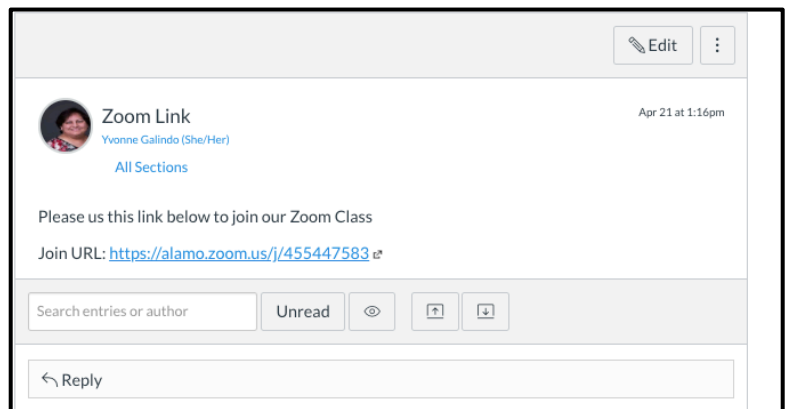 Edit
Zoom Link
Apr 21 at 1:16pm
Yvonne Galindo (She/Her)
All Sections
Please us this link below to join our Zoom Class
Join URL: https://alamo.zoom.us/j/455447583
Search entries or author
Unread
Reply